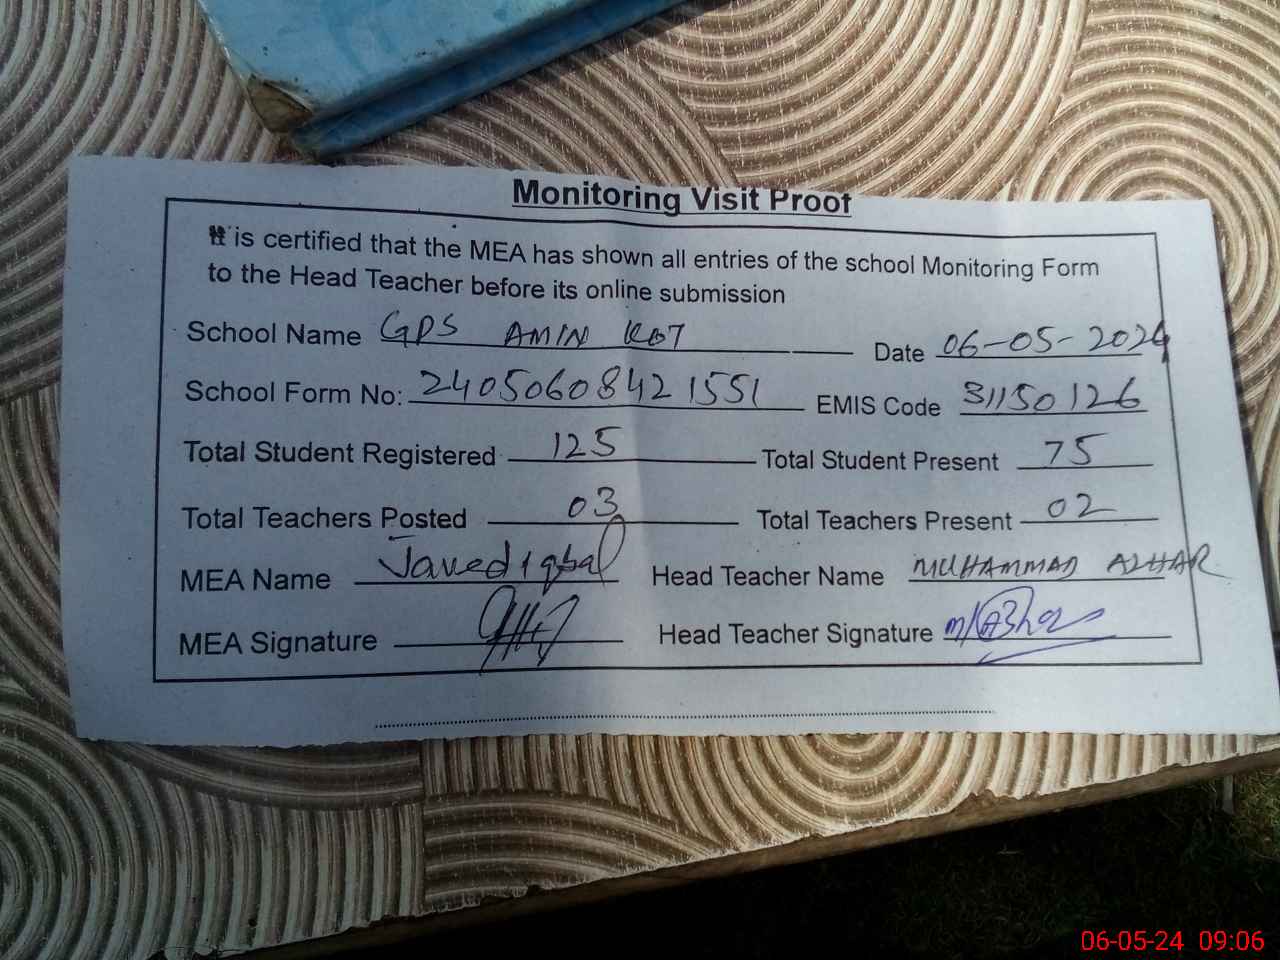 Monitoring Visit Proof
It is certified that the MEA has shown all entries of the school Monitoring Form
to the Head Teacher before its online submission
School Name GPS AMIN KOT Date 06-05-2024
School Form No: 24050608421551 EMIS Code 31150126
Total Student Registered 125 Total Student Present 75
Total Teachers Posted 03 Total Teachers Present 02
MEA Name Javed iqbal Head Teacher Name MUHAMMAD AZHAR
MEA Signature Head Teacher Signature
06-05-24 09:06